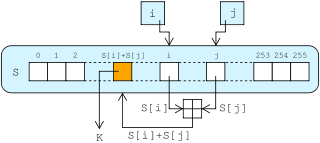 i j
0 1 2 S[i]+S[j] i j 253 254 255
S
S[i] S[j]
K S[i]+S[j]